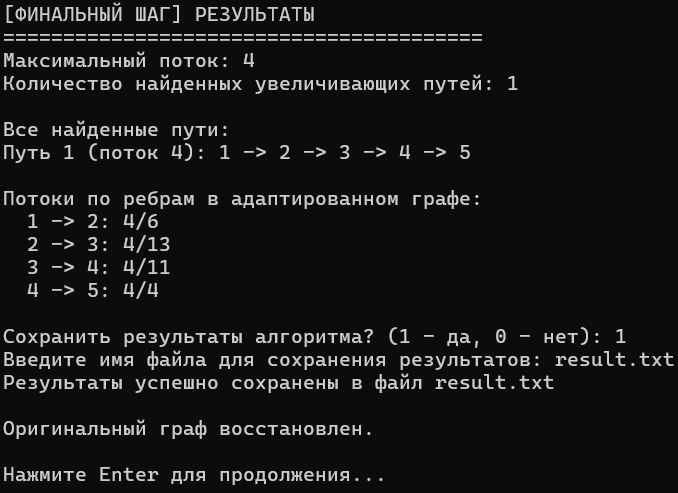 [ФИНАЛЬНЫЙ ШАГ] РЕЗУЛЬТАТЫ
========================================
Максимальный поток: 4
Количество найденных увеличивающих путей: 1
Все найденные пути:
Путь 1 (поток 4): 1 -> 2 -> 3 -> 4 -> 5
Потоки по ребрам в адаптированном графе:
1 -> 2: 4/6
2 -> 3: 4/13
3 -> 4: 4/11
4 -> 5: 4/4
Сохранить результаты алгоритма? (1 - да, 0 - нет): 1
Введите имя файла для сохранения результатов: result.txt
Результаты успешно сохранены в файл result.txt
Оригинальный граф восстановлен.
Нажмите Enter для продолжения...